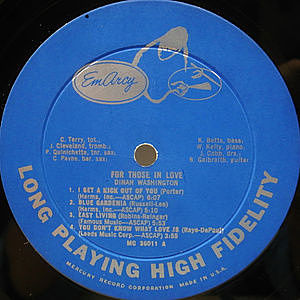 EmArcy
C. Terry, tpt.
J. Cleveland, tromb.
P. Quinichette, tnr. sax.
C. Payne, bar. sax.
K. Betts, bass.
W. Kelly, piano.
J. Cobb, drs.
B. Galbraith, guitar
FOR THOSE IN LOVE
DINAH WASHINGTON
1. I GET A KICK OUT OF YOU (Porter)
(Harms, Inc.—ASCAP) 6:07
2. BLUE GARDENIA (Russell-Lee)
(Harms, Inc.—ASCAP) 5:10
3. EASY LIVING (Robins-Rainger)
(Famous Music—ASCAP) 4:53
4. YOU DON'T KNOW WHAT LOVE IS (Raye-DePaul)
(Leeds Music Corp.—ASCAP) 3:55
MG 36011 A
LONG PLAYING HIGH FIDELITY
MERCURY RECORD CORPORATION MADE IN U.S.A.